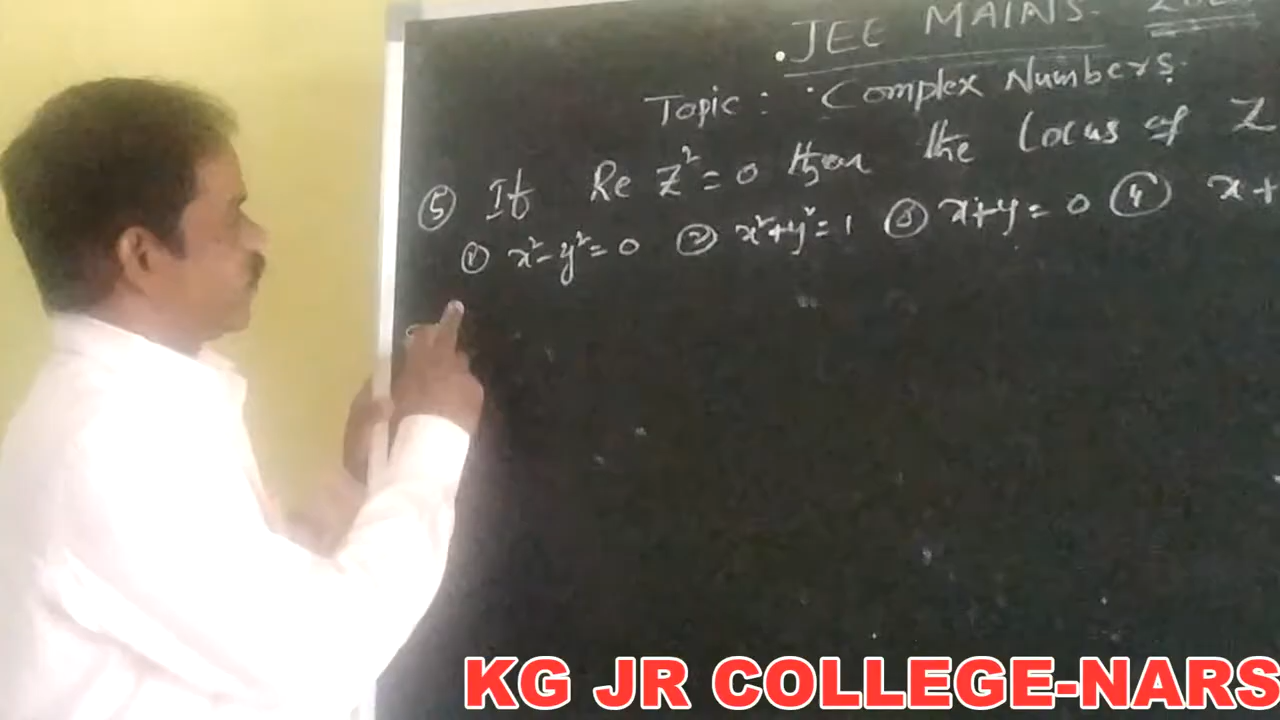 JEE MAINS
Topic : Complex Numbers.
⑤ If Re Z² = 0 then the Locus of Z
① x² - y² = 0 ② x² + y² = 1 ③ x + y = 0 ④ x +
KG JR COLLEGE-NARS